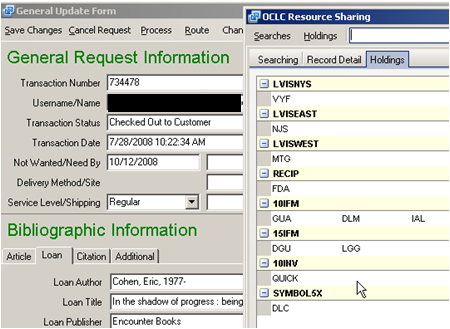 General Update Form
Save Changes Cancel Request Process Route Chan
General Request Information
Transaction Number 734478
Username/Name
Transaction Status Checked Out to Customer
Transaction Date 7/28/2008 10:22:34 AM
Not Wanted/Need By 10/12/2008
Delivery Method/Site
Service Level/Shipping Regular
Bibliographic Information
Article Loan Citation Additional
Loan Author Cohen, Eric, 1977-
Loan Title In the shadow of progress : being
Loan Publisher Encounter Books
OCLC Resource Sharing
Searches Holdings
Searching Record Detail Holdings
LVISNYS
VYF
LVISEAST
NJS
LVISWEST
MTG
RECIP
FDA
10IFM
GUA DLM IAL
15IFM
DGU LGG
10INV
QUICK
SYMBOL5X
DLC